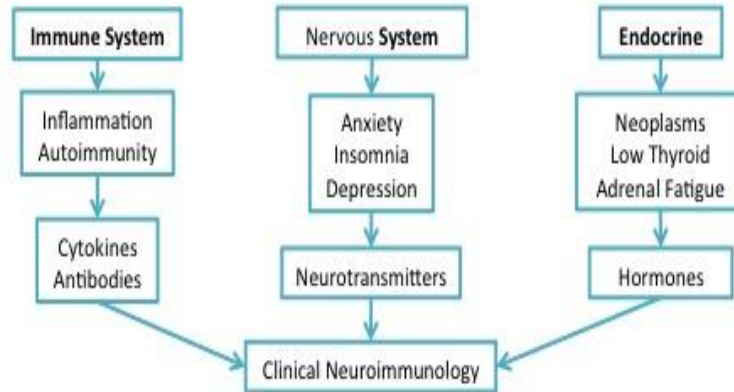 Immune System
Nervous System
Endocrine
Inflammation
Autoimmunity
Anxiety
Insomnia
Depression
Neoplasms
Low Thyroid
Adrenal Fatigue
Cytokines
Antibodies
Neurotransmitters
Hormones
Clinical Neuroimmunology